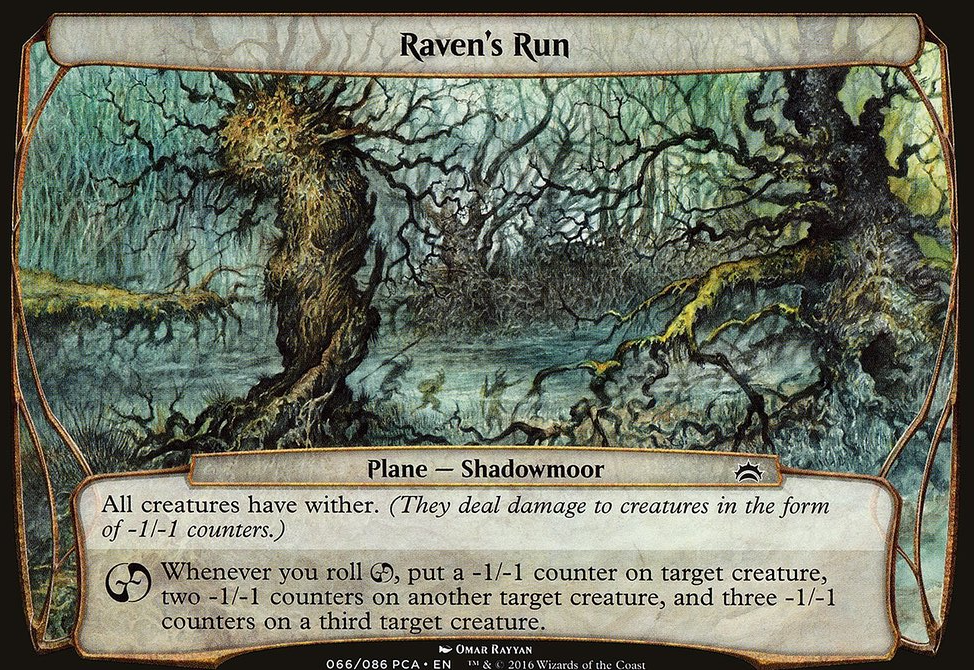 Raven's Run
Plane — Shadowmoor
All creatures have wither. (They deal damage to creatures in the form
of -1/-1 counters.)
Whenever you roll , put a -1/-1 counter on target creature,
two -1/-1 counters on another target creature, and three -1/-1
counters on a third target creature.
Omar Rayyan
066/086 PCA • EN ™ & © 2016 Wizards of the Coast